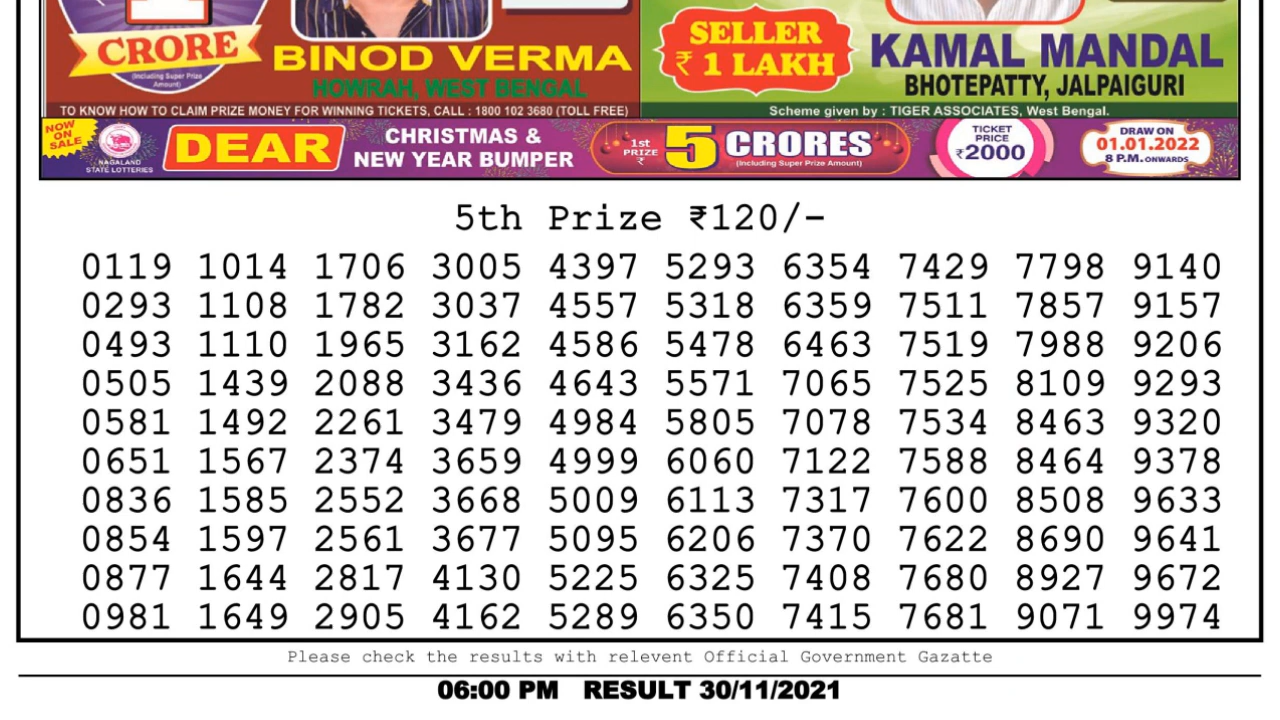 CRORE
(Including Super Prize
Amount)
BINOD VERMA
HOWRAH, WEST BENGAL
TO KNOW HOW TO CLAIM PRIZE MONEY FOR WINNING TICKETS, CALL : 1800 102 3680 (TOLL FREE)
SELLER
₹ 1 LAKH
KAMAL MANDAL
BHOTEPATTY, JALPAIGURI
Scheme given by : TIGER ASSOCIATES, West Bengal.
NOW
ON
SALE
NAGALAND
STATE LOTTERIES
DEAR
CHRISTMAS &
NEW YEAR BUMPER
1st
PRIZE
₹
5 CRORES
(Including Super Prize Amount)
TICKET
PRICE
₹2000
DRAW ON
01.01.2022
8 P.M. ONWARDS
5th Prize ₹120/-
0119 1014 1706 3005 4397 5293 6354 7429 7798 9140
0293 1108 1782 3037 4557 5318 6359 7511 7857 9157
0493 1110 1965 3162 4586 5478 6463 7519 7988 9206
0505 1439 2088 3436 4643 5571 7065 7525 8109 9293
0581 1492 2261 3479 4984 5805 7078 7534 8463 9320
0651 1567 2374 3659 4999 6060 7122 7588 8464 9378
0836 1585 2552 3668 5009 6113 7317 7600 8508 9633
0854 1597 2561 3677 5095 6206 7370 7622 8690 9641
0877 1644 2817 4130 5225 6325 7408 7680 8927 9672
0981 1649 2905 4162 5289 6350 7415 7681 9071 9974
Please check the results with relevent Official Government Gazatte
06:00 PM RESULT 30/11/2021